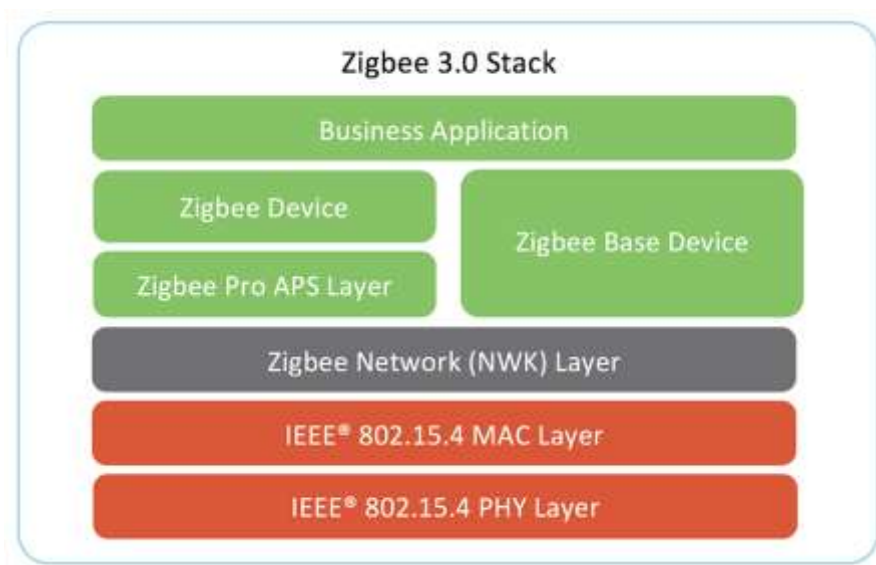 Zigbee 3.0 Stack
Business Application
Zigbee Device
Zigbee Base Device
Zigbee Pro APS Layer
Zigbee Network (NWK) Layer
IEEE® 802.15.4 MAC Layer
IEEE® 802.15.4 PHY Layer